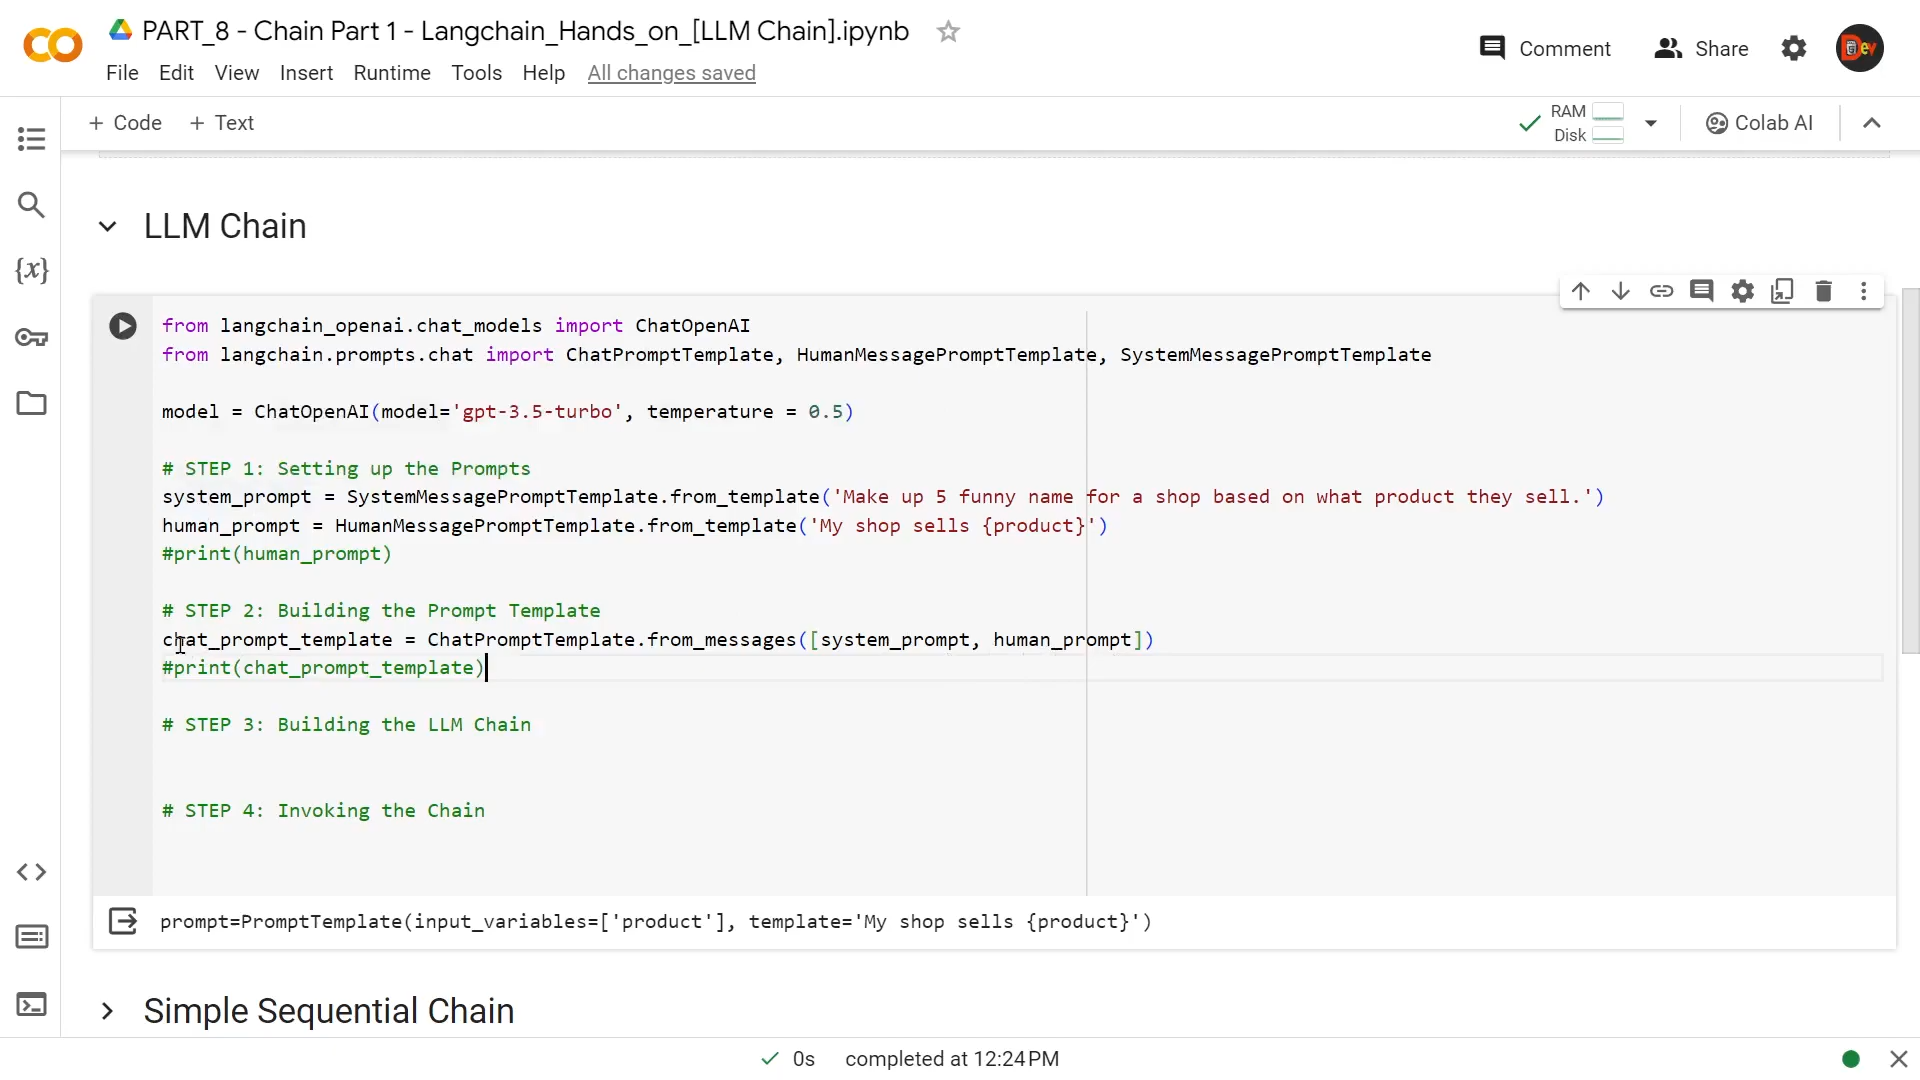 PART_8 - Chain Part 1 - Langchain_Hands_on_[LLM Chain].ipynb
Comment
Share
File Edit View Insert Runtime Tools Help All changes saved
+ Code + Text
RAM
Disk
Colab AI
LLM Chain
from langchain_openai.chat_models import ChatOpenAI
from langchain.prompts.chat import ChatPromptTemplate, HumanMessagePromptTemplate, SystemMessagePromptTemplate
model = ChatOpenAI(model='gpt-3.5-turbo', temperature = 0.5)
# STEP 1: Setting up the Prompts
system_prompt = SystemMessagePromptTemplate.from_template('Make up 5 funny name for a shop based on what product they sell.')
human_prompt = HumanMessagePromptTemplate.from_template('My shop sells {product}')
#print(human_prompt)
# STEP 2: Building the Prompt Template
chat_prompt_template = ChatPromptTemplate.from_messages([system_prompt, human_prompt])
#print(chat_prompt_template)
# STEP 3: Building the LLM Chain
# STEP 4: Invoking the Chain
prompt=PromptTemplate(input_variables=['product'], template='My shop sells {product}')
Simple Sequential Chain
0s completed at 12:24 PM